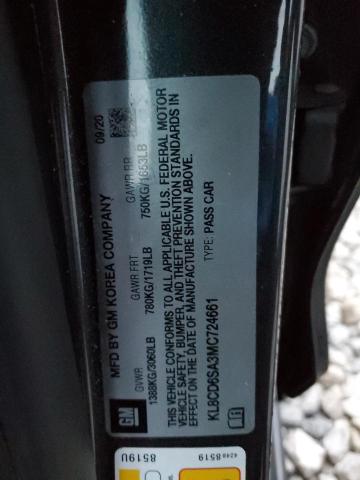 MFD BY GM KOREA COMPANY 09/20
GVWR GAWR FRT GAWR RR
1388KG/3060LB 780KG/1719LB 750KG/1653LB
THIS VEHICLE CONFORMS TO ALL APPLICABLE U.S. FEDERAL MOTOR
VEHICLE SAFETY, BUMPER, AND THEFT PREVENTION STANDARDS IN
EFFECT ON THE DATE OF MANUFACTURE SHOWN ABOVE.
KL8CD6SA3MC724661 TYPE: PASS CAR
GM
8519U
4249 8519